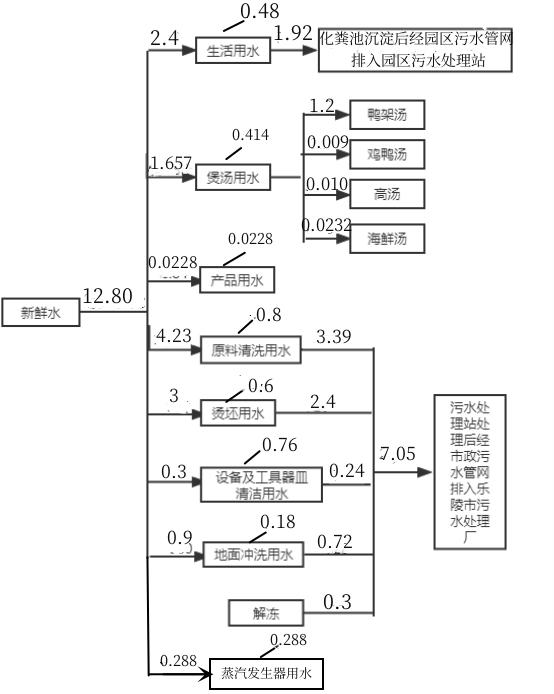 0.48
2.4
生活用水
1.92
化粪池沉淀后经园区污水管网
排入园区污水处理站
0.414
1.657
煲汤用水
1.2
鸭架汤
0.009
鸡鸭汤
0.010
高汤
0.0232
海鲜汤
0.0228
0.0228
产品用水
新鲜水
12.80
0.8
4.23
原料清洗用水
3.39
0.6
3
烫坯用水
2.4
0.76
0.3
设备及工具器皿
清洁用水
0.24
7.05
污水处
理站处
理后经
市政污
水管网
排入乐
陵市污
水处理
厂
0.18
0.9
地面冲洗用水
0.72
解冻
0.3
0.288
0.288
蒸汽发生器用水